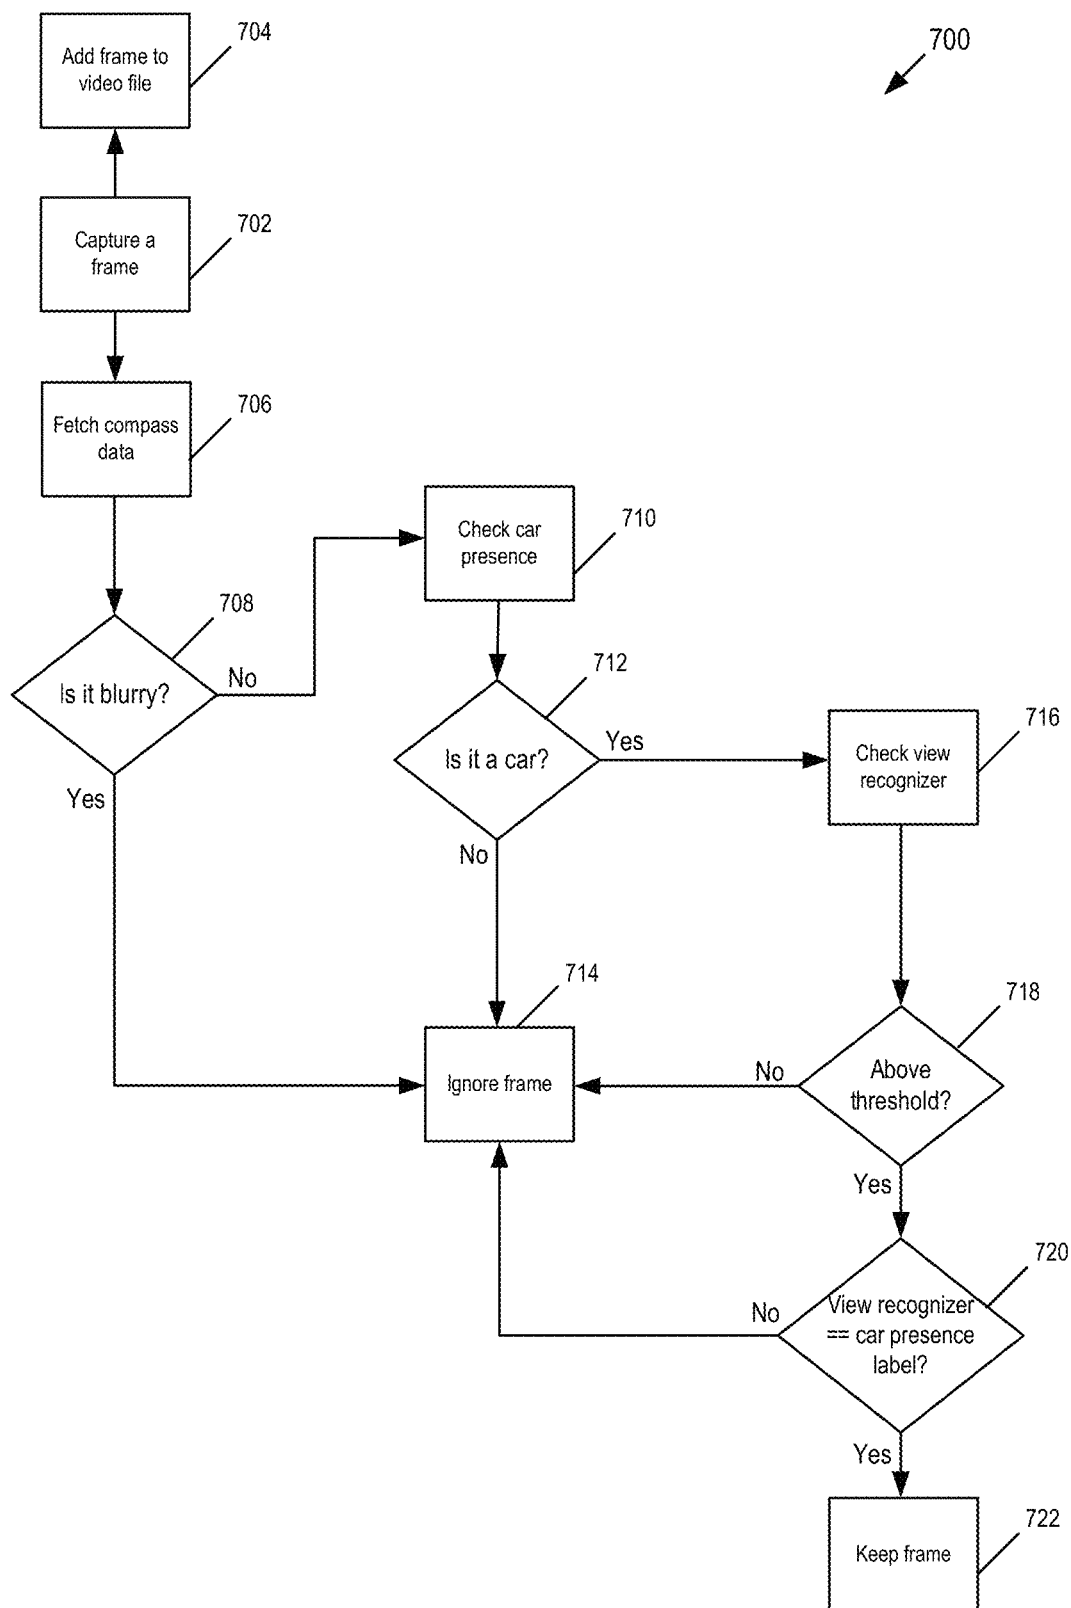 Add frame to
video file
704
700
Capture a
frame
702
Fetch compass
data
706
Check car
presence
710
Is it blurry?
708
No
Yes
Is it a car?
712
Yes
No
Check view
recognizer
716
Ignore frame
714
Above
threshold?
718
No
Yes
View recognizer
== car presence
label?
720
No
Yes
Keep frame
722